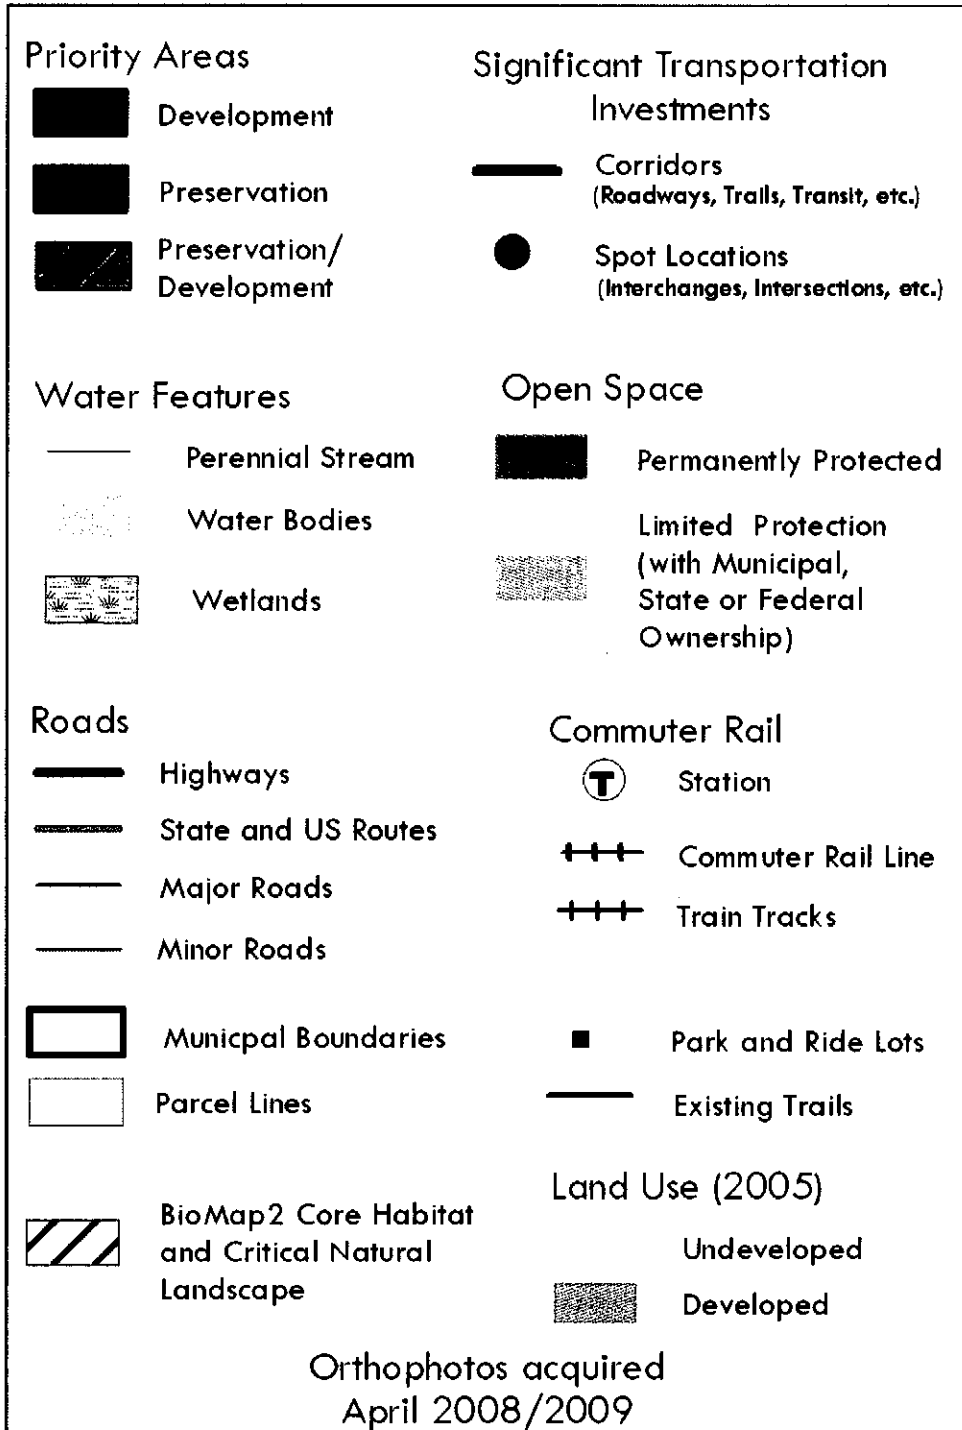 Priority Areas
Development
Preservation
Preservation/
Development
Significant Transportation
Investments
Corridors
(Roadways, Trails, Transit, etc.)
Spot Locations
(Interchanges, Intersections, etc.)
Water Features
Perennial Stream
Water Bodies
Wetlands
Open Space
Permanently Protected
Limited Protection
(with Municipal,
State or Federal
Ownership)
Roads
Highways
State and US Routes
Major Roads
Minor Roads
Municpal Boundaries
Parcel Lines
BioMap2 Core Habitat
and Critical Natural
Landscape
Commuter Rail
T
Station
Commuter Rail Line
Train Tracks
Park and Ride Lots
Existing Trails
Land Use (2005)
Undeveloped
Developed
Orthophotos acquired
April 2008/2009